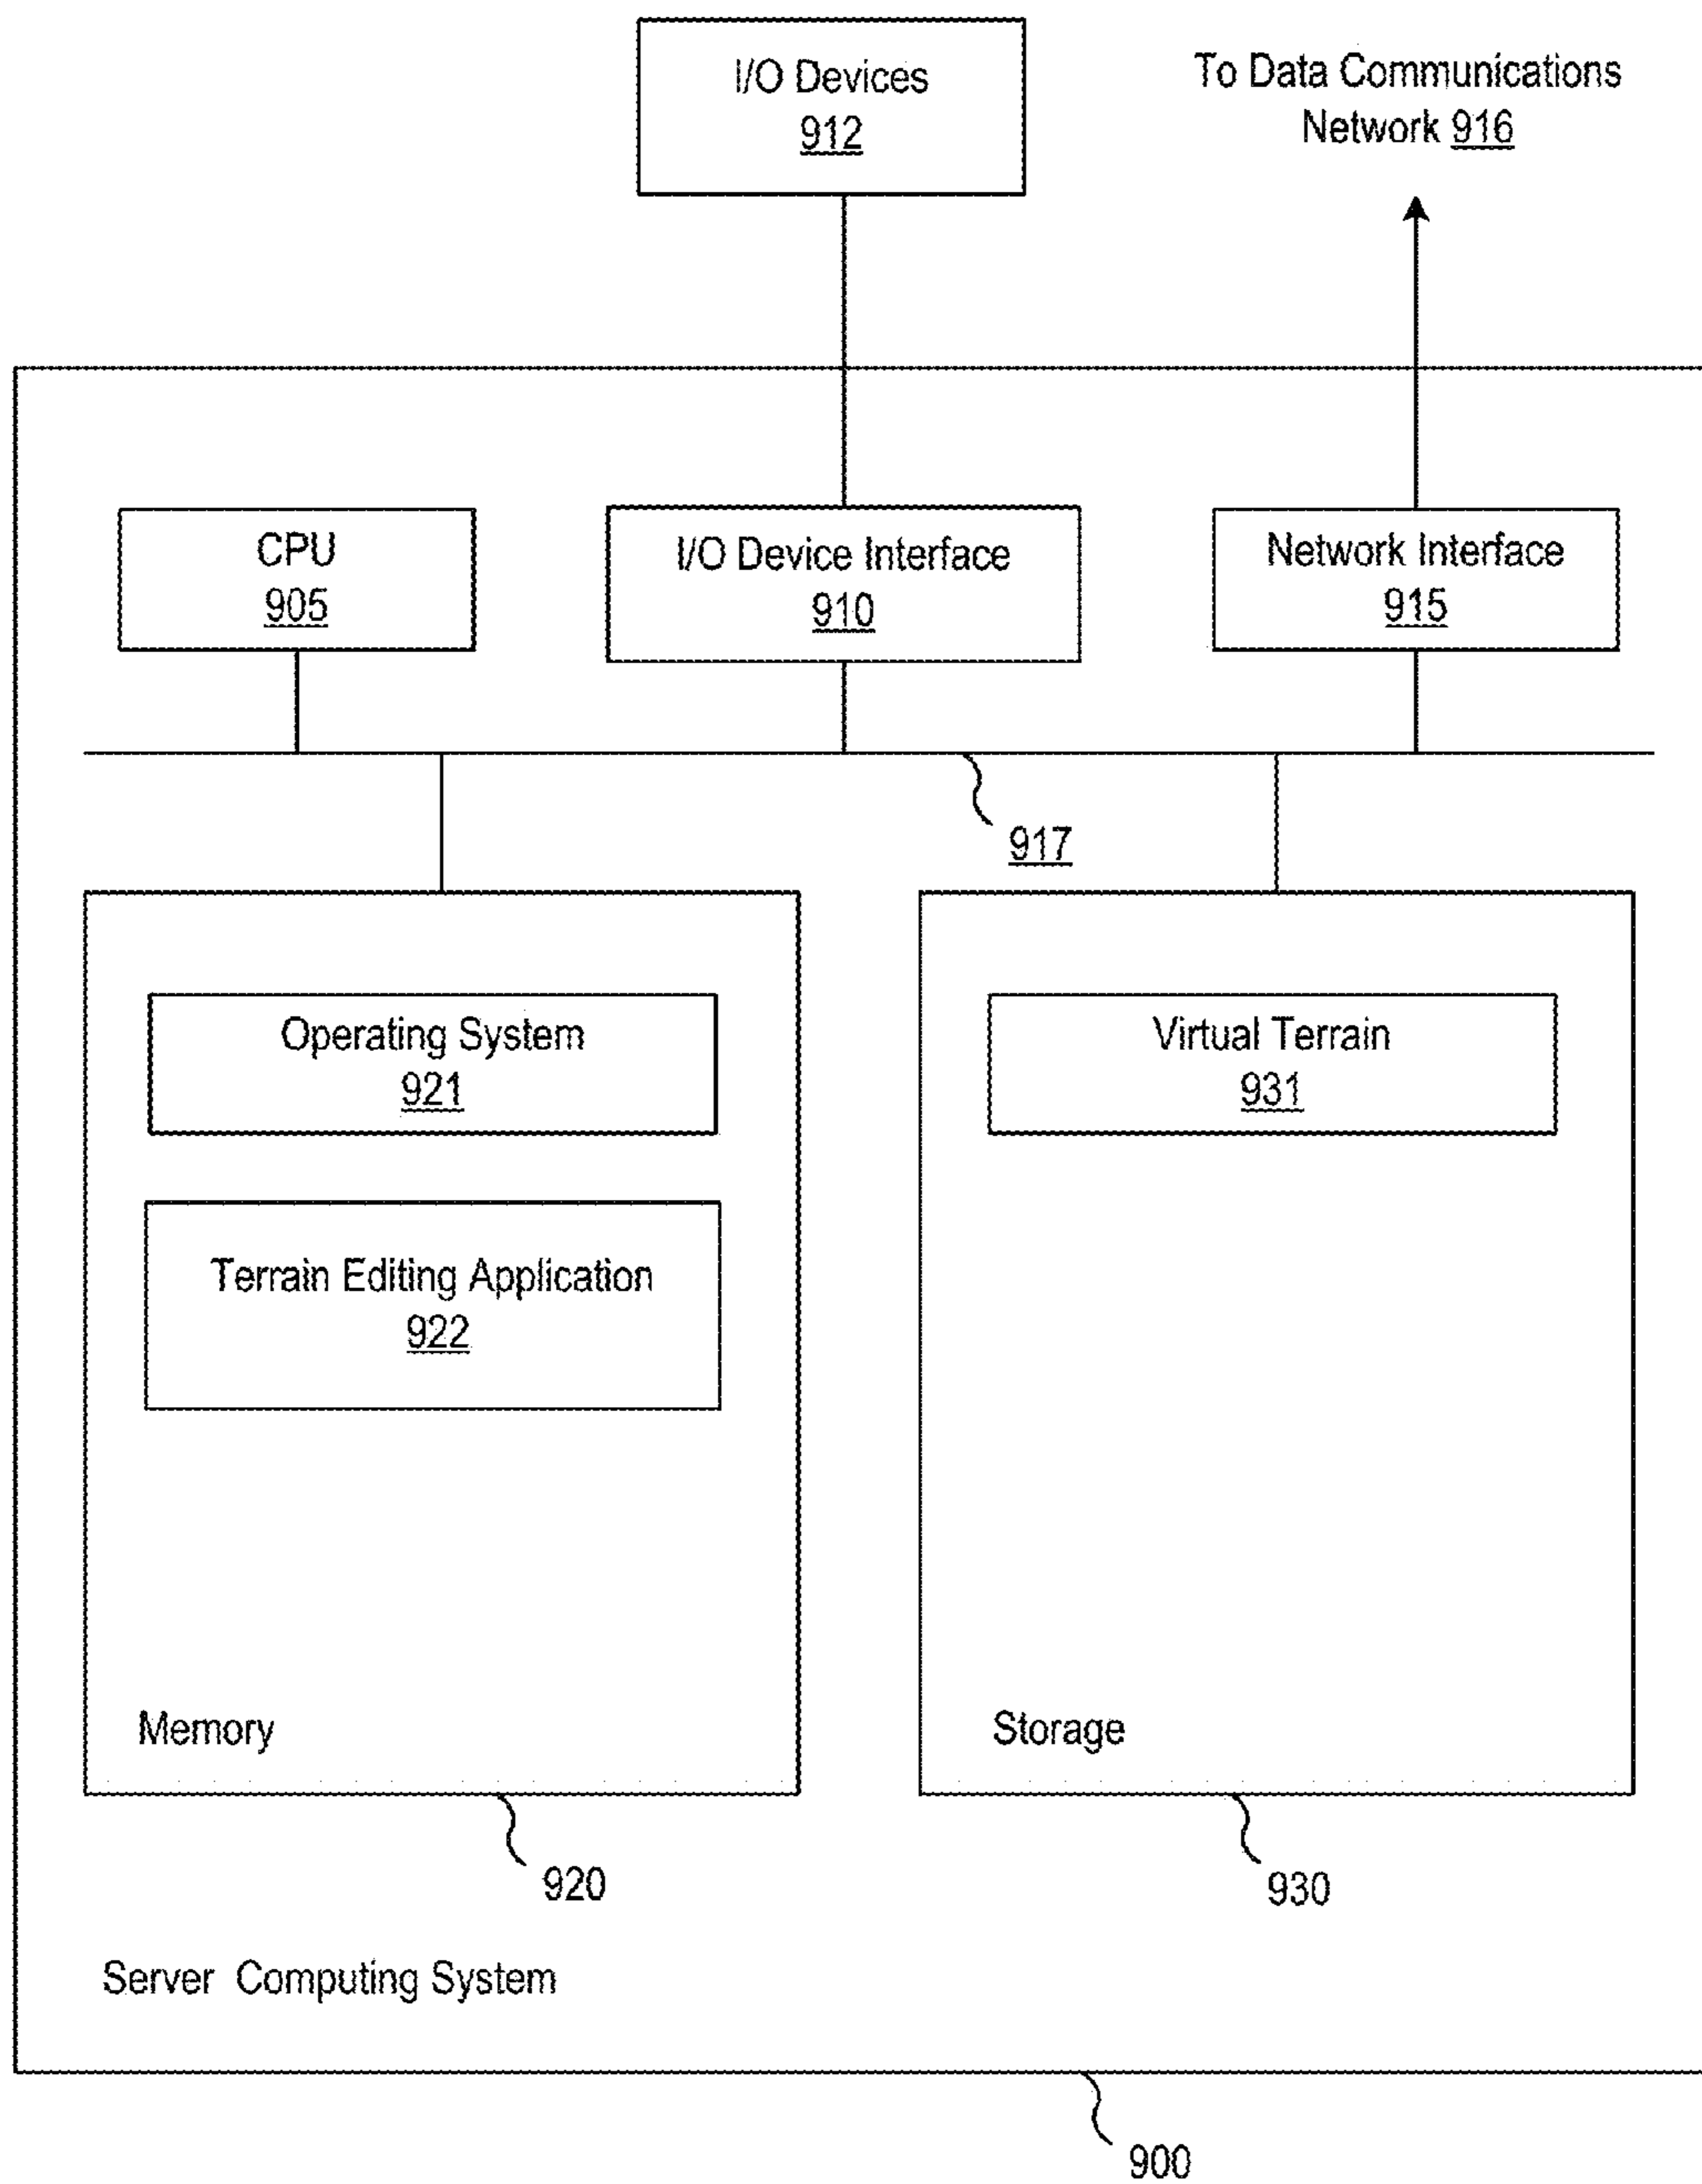 I/O Devices
912
To Data Communications
Network 916
CPU
905
I/O Device Interface
910
Network Interface
915
917
Operating System
921
Terrain Editing Application
922
Memory
920
Virtual Terrain
931
Storage
930
Server Computing System
900